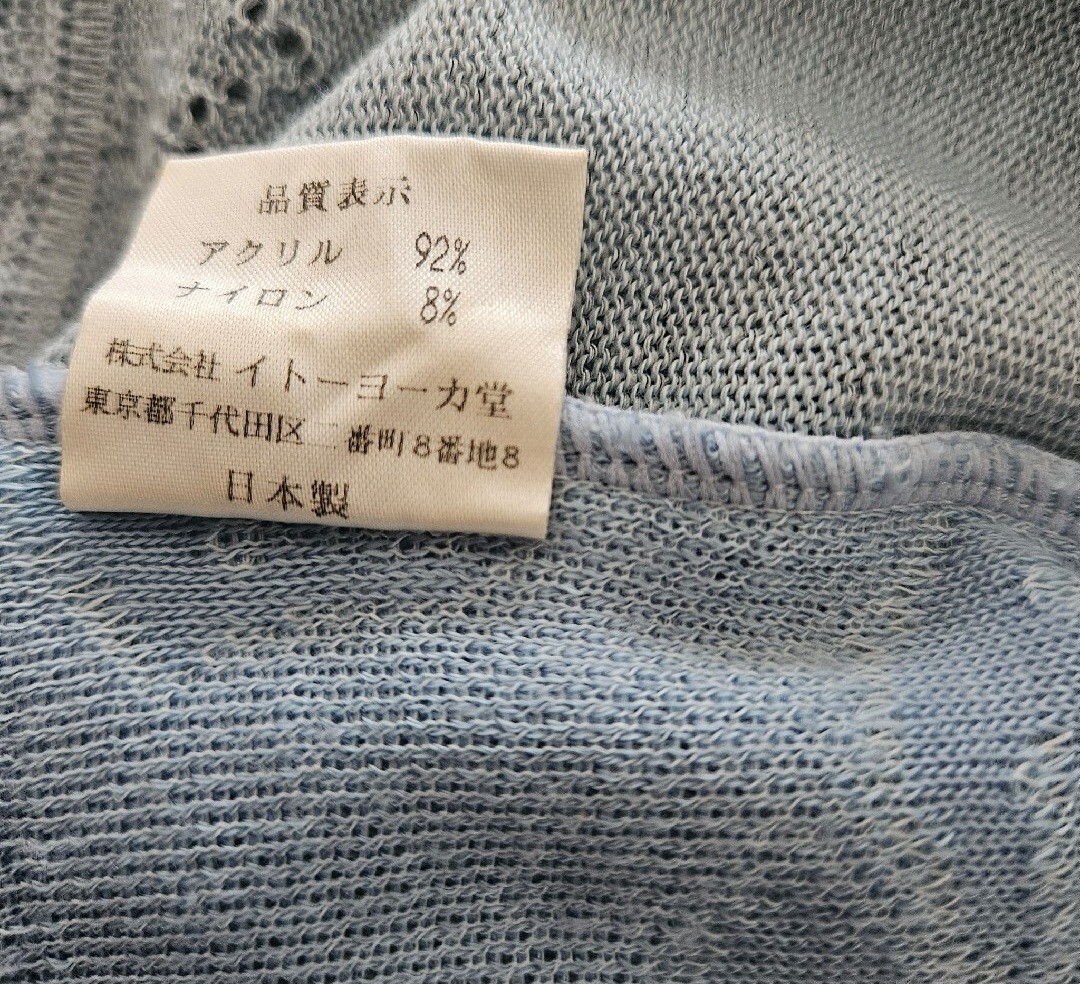 品質表示
アクリル 92%
ナイロン 8%
株式会社 イトーヨーカ堂
東京都千代田区二番町8番地8
日本製